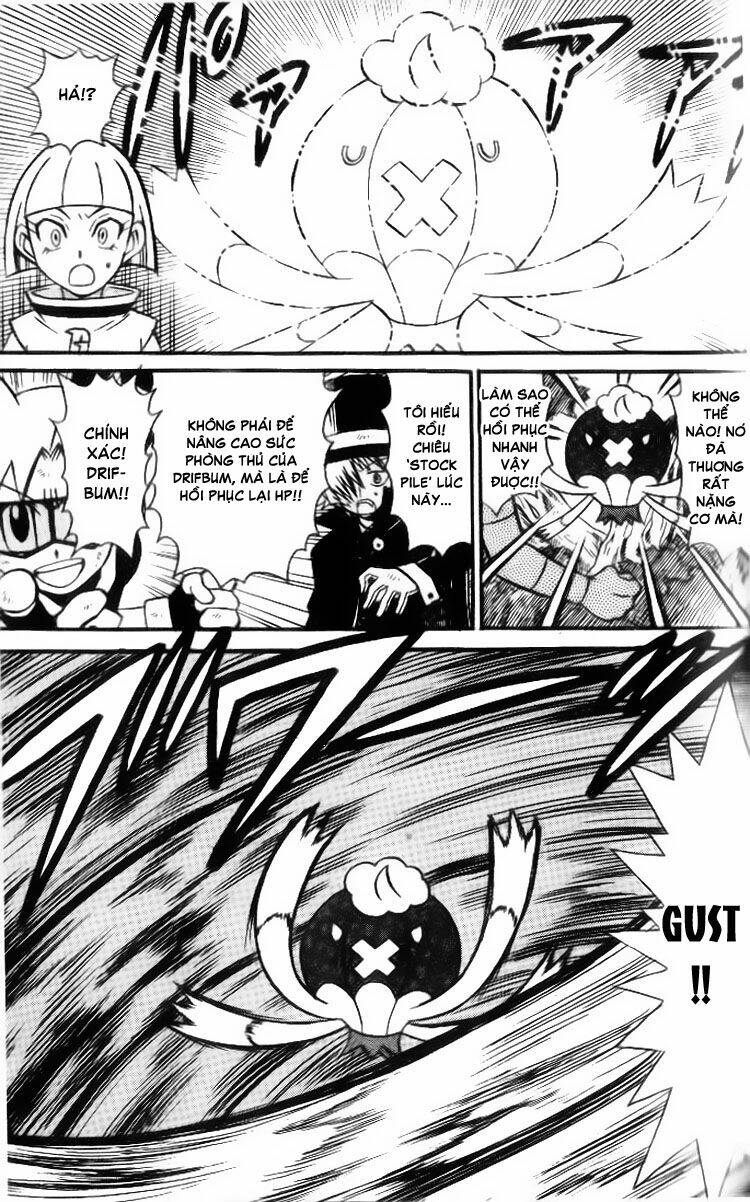 HẢ!?
KHÔNG
THỂ
NÀO! NÓ
ĐÃ
THƯƠNG
RẤT
NẶNG
CƠ MÀ!
LÀM SAO
CÓ THỂ
HỒI PHỤC
NHANH
VẬY
ĐƯỢC!!
TÔI HIỂU
RỒI!
CHIÊU
'STOCK
PILE' LÚC
NÀY...
KHÔNG PHẢI ĐỂ
NÂNG CAO SỨC
PHÒNG THỦ CỦA
DRIFBUM, MÀ LÀ ĐỂ
HỒI PHỤC LẠI HP!!
CHÍNH
XÁC!
DRIF-
BUM!!
GUST
!!